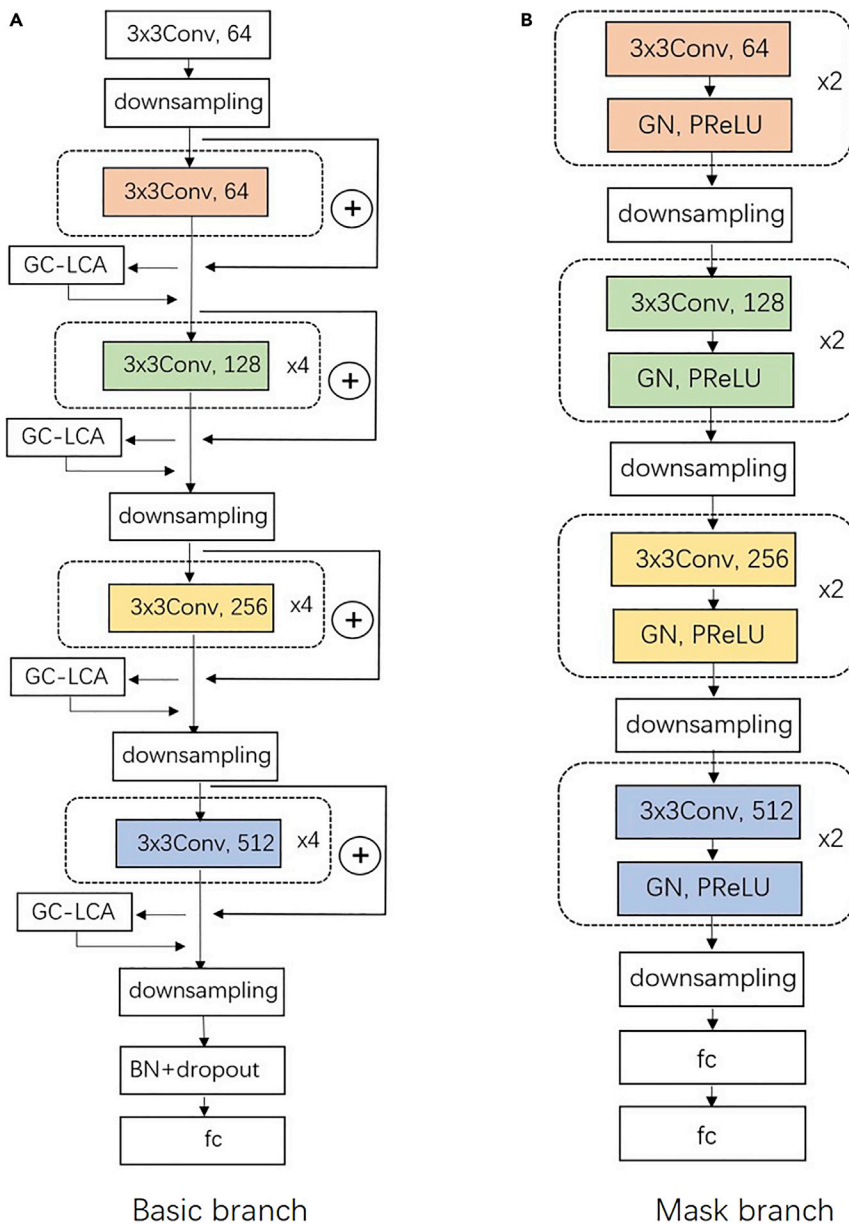 A
3x3Conv, 64
downsampling
3x3Conv, 64
+
GC-LCA
3x3Conv, 128
x4
+
GC-LCA
downsampling
3x3Conv, 256
x4
+
GC-LCA
downsampling
3x3Conv, 512
x4
+
GC-LCA
downsampling
BN+dropout
fc
Basic branch
B
3x3Conv, 64
x2
GN, PReLU
downsampling
3x3Conv, 128
x2
GN, PReLU
downsampling
3x3Conv, 256
x2
GN, PReLU
downsampling
3x3Conv, 512
x2
GN, PReLU
downsampling
fc
fc
Mask branch